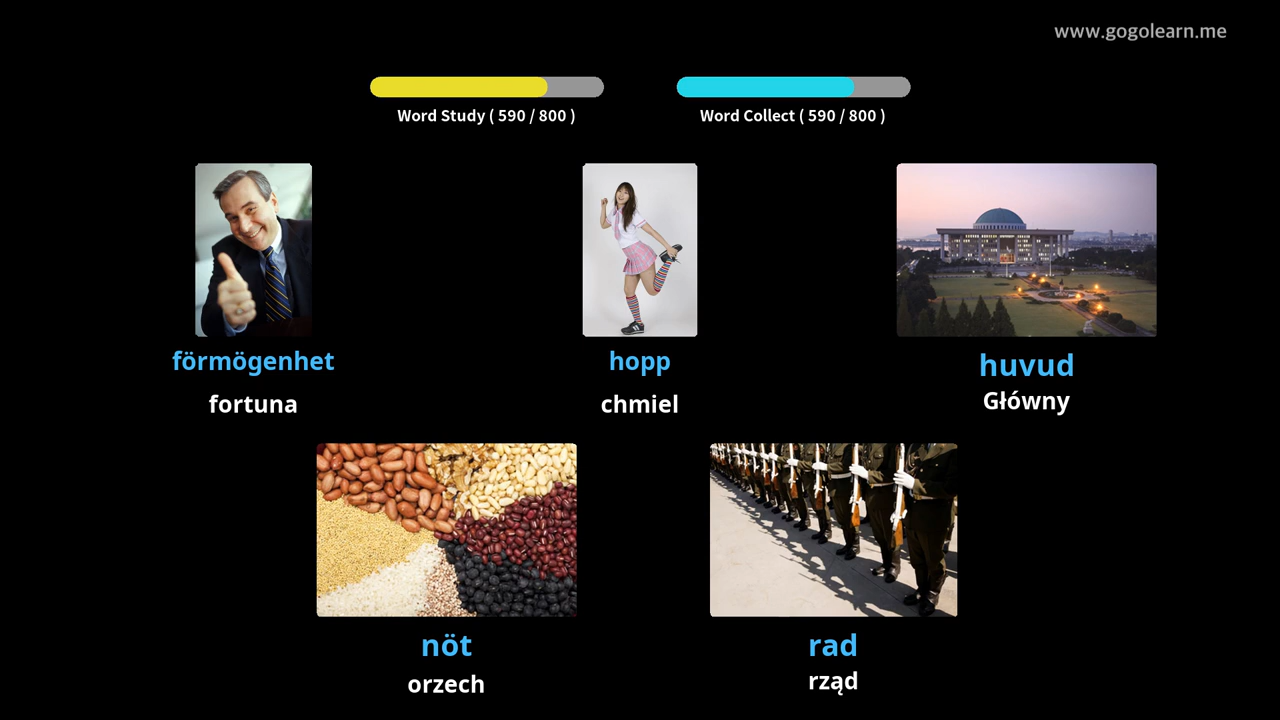 www.gogolearn.me
Word Study ( 590 / 800 )
Word Collect ( 590 / 800 )
förmögenhet
hopp
huvud
fortuna
chmiel
Główny
nöt
rad
orzech
rząd